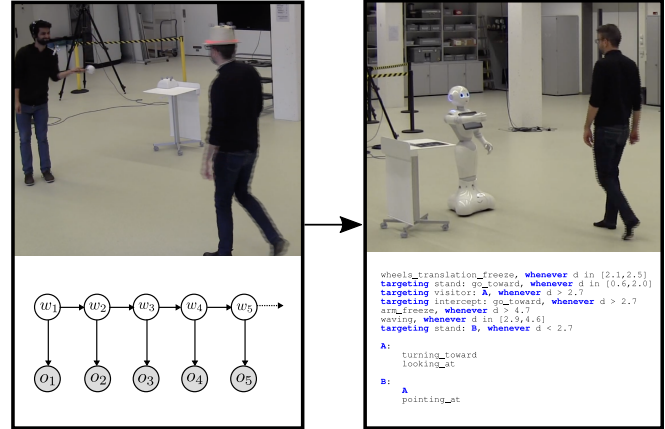 w1 w2 w3 w4 w5
o1 o2 o3 o4 o5
wheels_translation_freeze, whenever d in [2.1,2.5]
targeting stand: go_toward, whenever d in [0.6,2.0]
targeting visitor: A, whenever d > 2.7
targeting intercept: go_toward, whenever d > 2.7
arm_freeze, whenever d > 4.7
waving, whenever d in [2.9,4.6]
targeting stand: B, whenever d < 2.7
A:
turning_toward
looking_at
B:
A
pointing_at